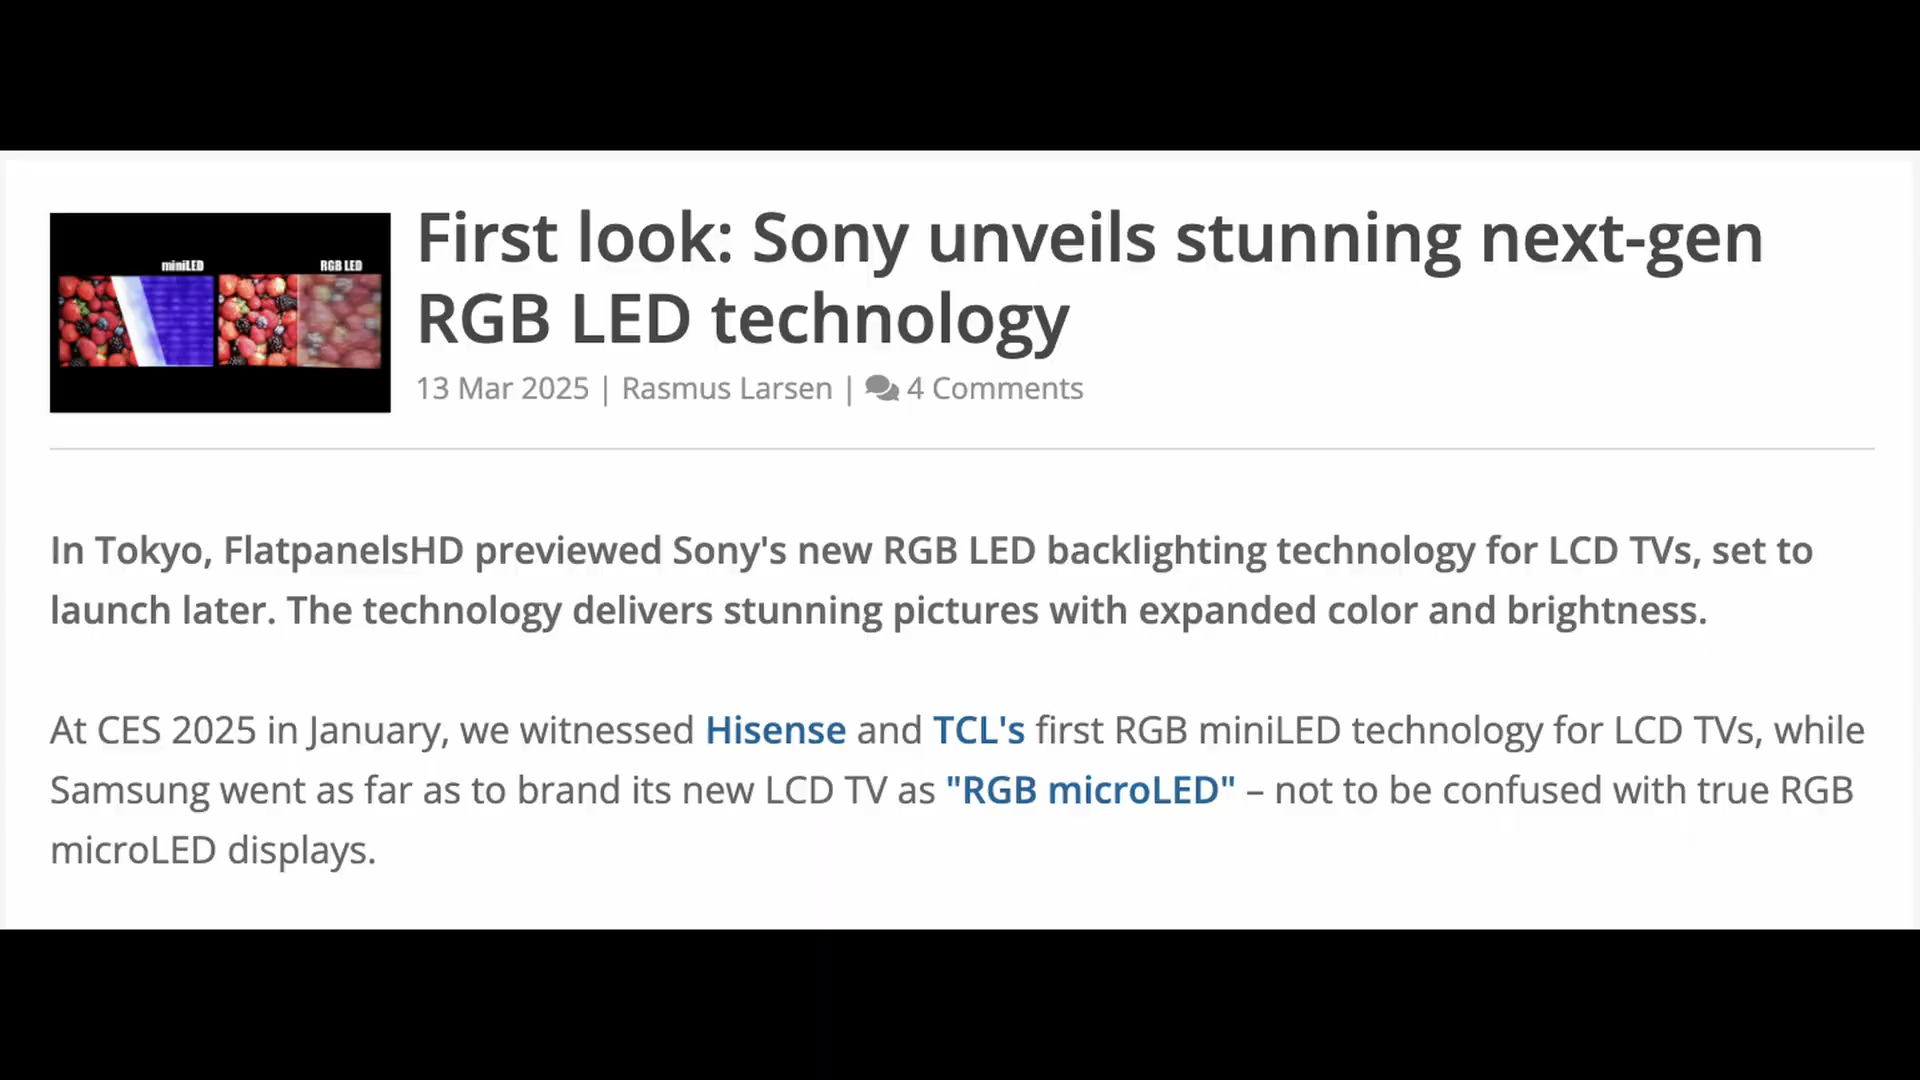 miniLED
RGB LED
First look: Sony unveils stunning next-gen
RGB LED technology
13 Mar 2025 | Rasmus Larsen | 4 Comments
In Tokyo, FlatpanelsHD previewed Sony's new RGB LED backlighting technology for LCD TVs, set to
launch later. The technology delivers stunning pictures with expanded color and brightness.
At CES 2025 in January, we witnessed Hisense and TCL's first RGB miniLED technology for LCD TVs, while
Samsung went as far as to brand its new LCD TV as "RGB microLED" – not to be confused with true RGB
microLED displays.